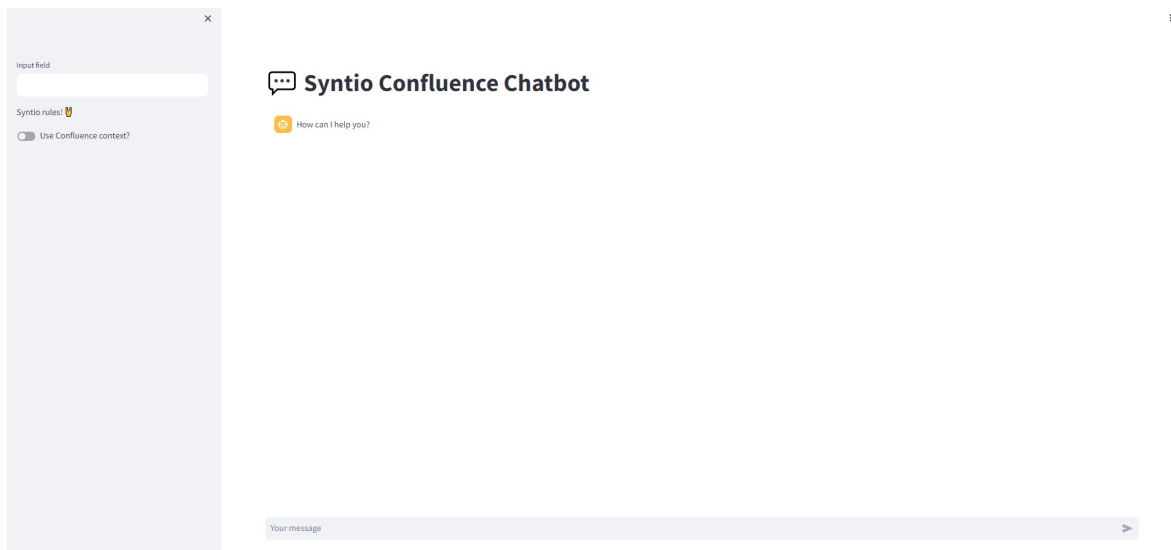 Input field
Syntio rules! 🤘
Use Confluence context?
💬 Syntio Confluence Chatbot
How can I help you?
Your message